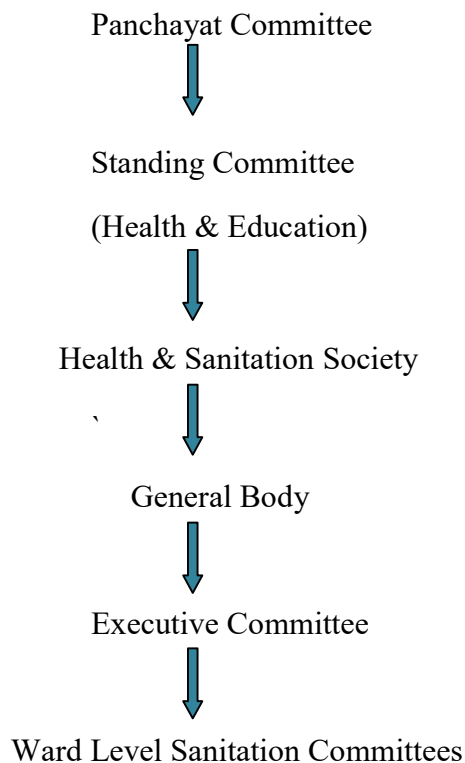 Panchayat Committee
Standing Committee
(Health & Education)
Health & Sanitation Society
`
General Body
Executive Committee
Ward Level Sanitation Committees